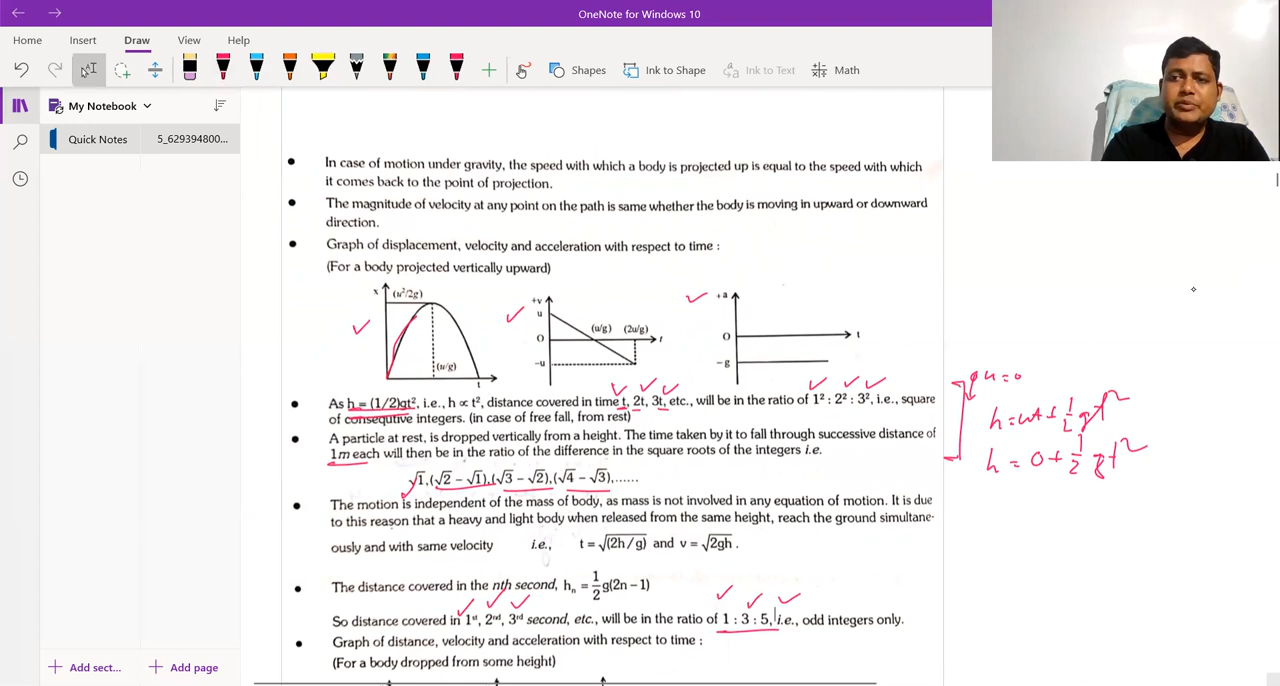 OneNote for Windows 10
Home Insert Draw View Help
Shapes Ink to Shape Ink to Text Math
My Notebook
Quick Notes 5_629394800...
• In case of motion under gravity, the speed with which a body is projected up is equal to the speed with which
it comes back to the point of projection.
• The magnitude of velocity at any point on the path is same whether the body is moving in upward or downward
direction.
• Graph of displacement, velocity and acceleration with respect to time :
(For a body projected vertically upward)
x (u²/2g) (u/g) t
+v u O −u (u/g) (2u/g) t
+a O −g t
• As h = (1/2)gt², i.e., h ∝ t², distance covered in time t, 2t, 3t, etc., will be in the ratio of 1² : 2² : 3², i.e., square
of consequtive integers. (in case of free fall, from rest)
• A particle at rest, is dropped vertically from a height. The time taken by it to fall through successive distance of
1m each will then be in the ratio of the difference in the square roots of the integers i.e.
√1,(√2 − √1),(√3 − √2),(√4 − √3),......
• The motion is independent of the mass of body, as mass is not involved in any equation of motion. It is due
to this reason that a heavy and light body when released from the same height, reach the ground simultane-
ously and with same velocity i.e., t = √(2h/g) and v = √2gh .
• The distance covered in the nth second, hₙ = 1/2 g(2n − 1)
So distance covered in 1st, 2nd, 3rd second, etc., will be in the ratio of 1 : 3 : 5, i.e., odd integers only.
• Graph of distance, velocity and acceleration with respect to time :
(For a body dropped from some height)
u = 0
h = ut + 1/2 gt²
h = 0 + 1/2 gt²
Add sect... Add page